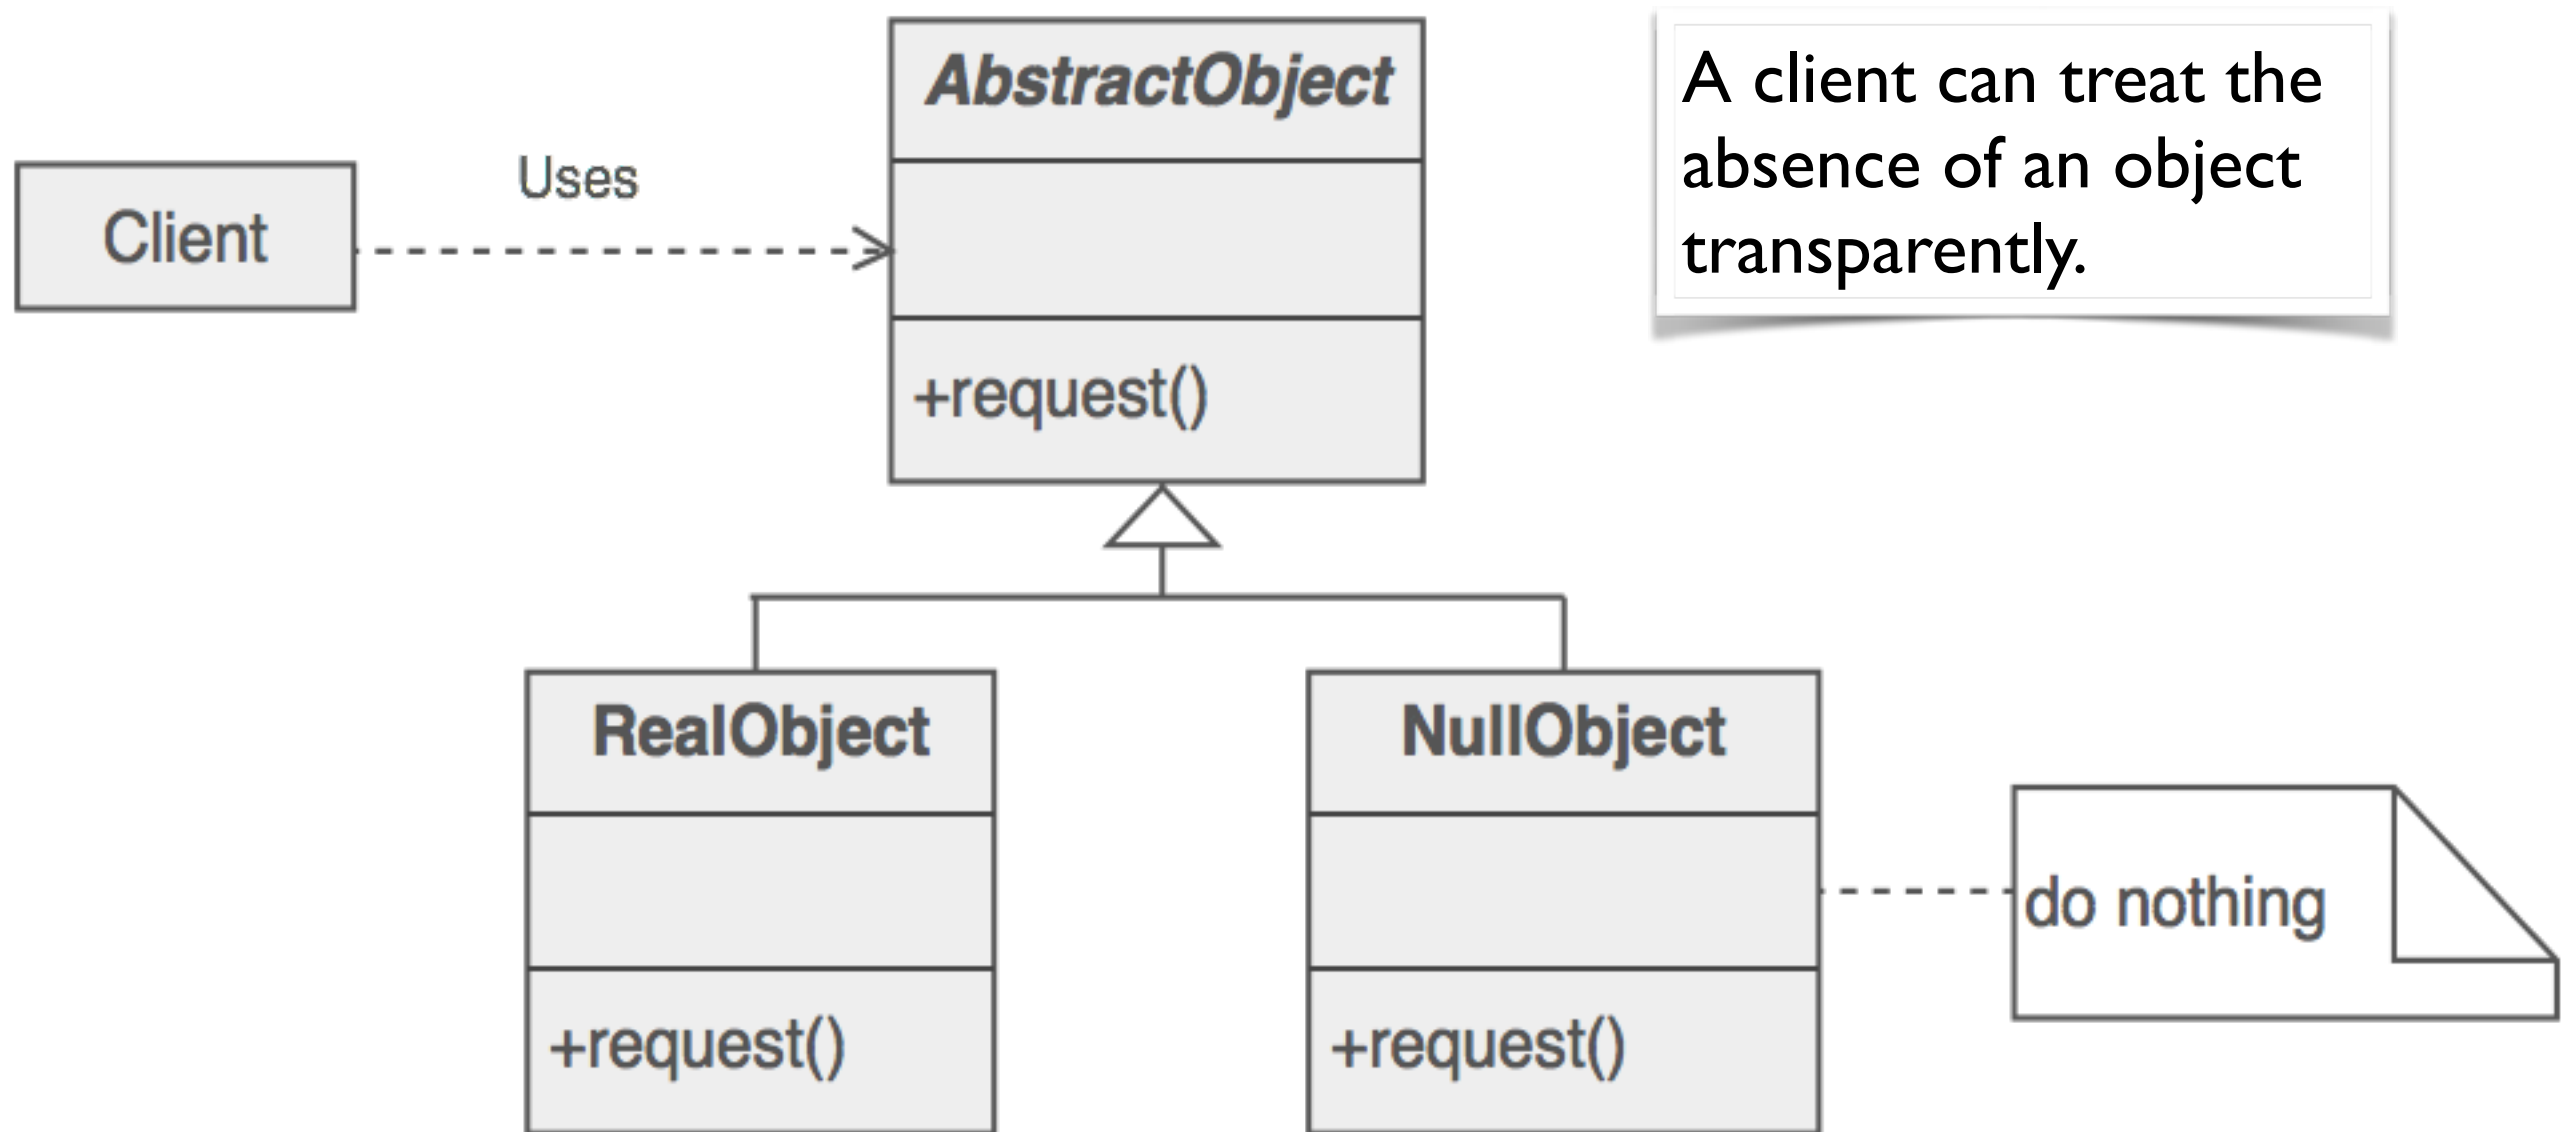 AbstractObject
A client can treat the
absence of an object
transparently.
Uses
Client
+request()
RealObject
NullObject
do nothing
+request()
+request()